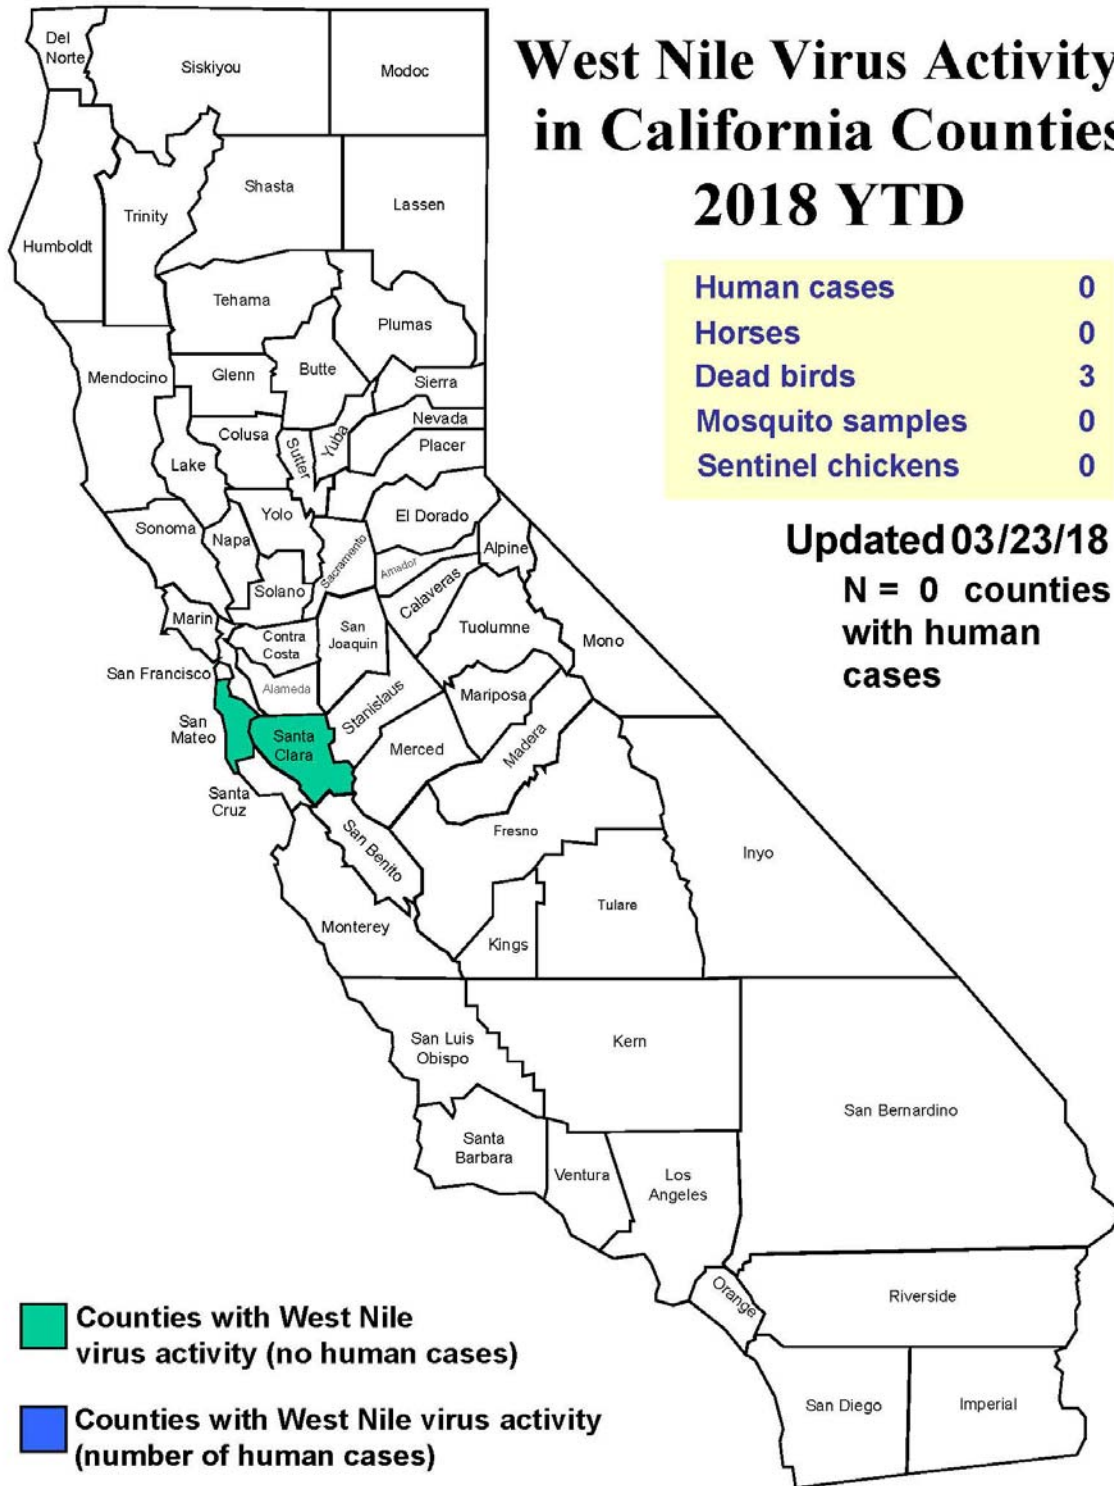 West Nile Virus Activity
in California Counties
2018 YTD
Human cases 0
Horses 0
Dead birds 3
Mosquito samples 0
Sentinel chickens 0
Updated 03/23/18
N = 0 counties
with human
cases
Del
Norte
Siskiyou
Modoc
Shasta
Lassen
Trinity
Humboldt
Tehama
Plumas
Mendocino
Glenn
Butte
Sierra
Nevada
Colusa
Sutter
Yuba
Placer
Lake
Sonoma
Napa
Yolo
El Dorado
Sacramento
Alpine
Amador
Solano
Calaveras
Marin
Contra
Costa
San
Joaquin
Tuolumne
Mono
San Francisco
Alameda
Stanislaus
Mariposa
San
Mateo
Santa
Clara
Merced
Madera
Santa
Cruz
San Benito
Fresno
Inyo
Monterey
Kings
Tulare
San Luis
Obispo
Kern
San Bernardino
Santa
Barbara
Ventura
Los
Angeles
Orange
Riverside
San Diego
Imperial
Counties with West Nile
virus activity (no human cases)
Counties with West Nile virus activity
(number of human cases)